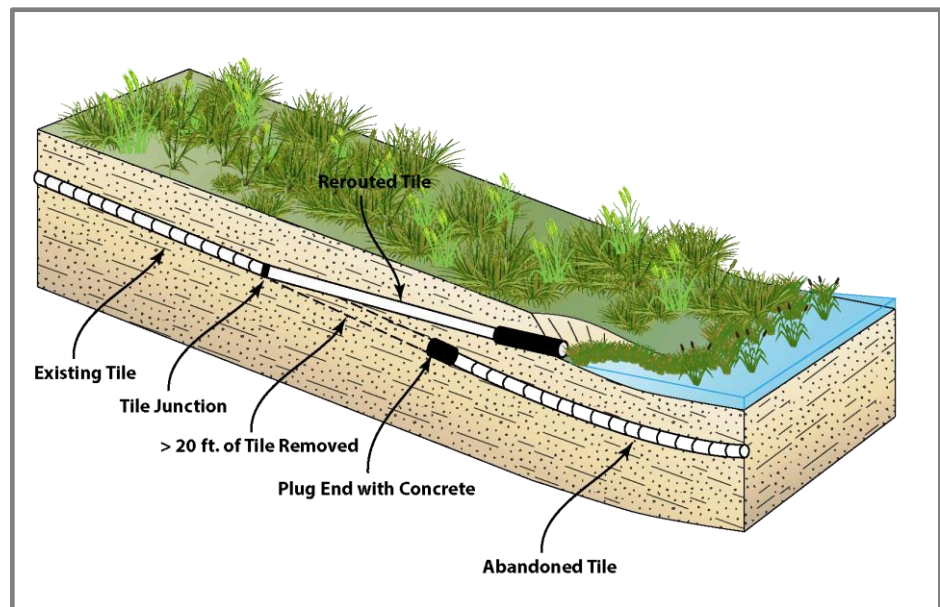 Rerouted Tile
Existing Tile
Tile Junction
> 20 ft. of Tile Removed
Plug End with Concrete
Abandoned Tile